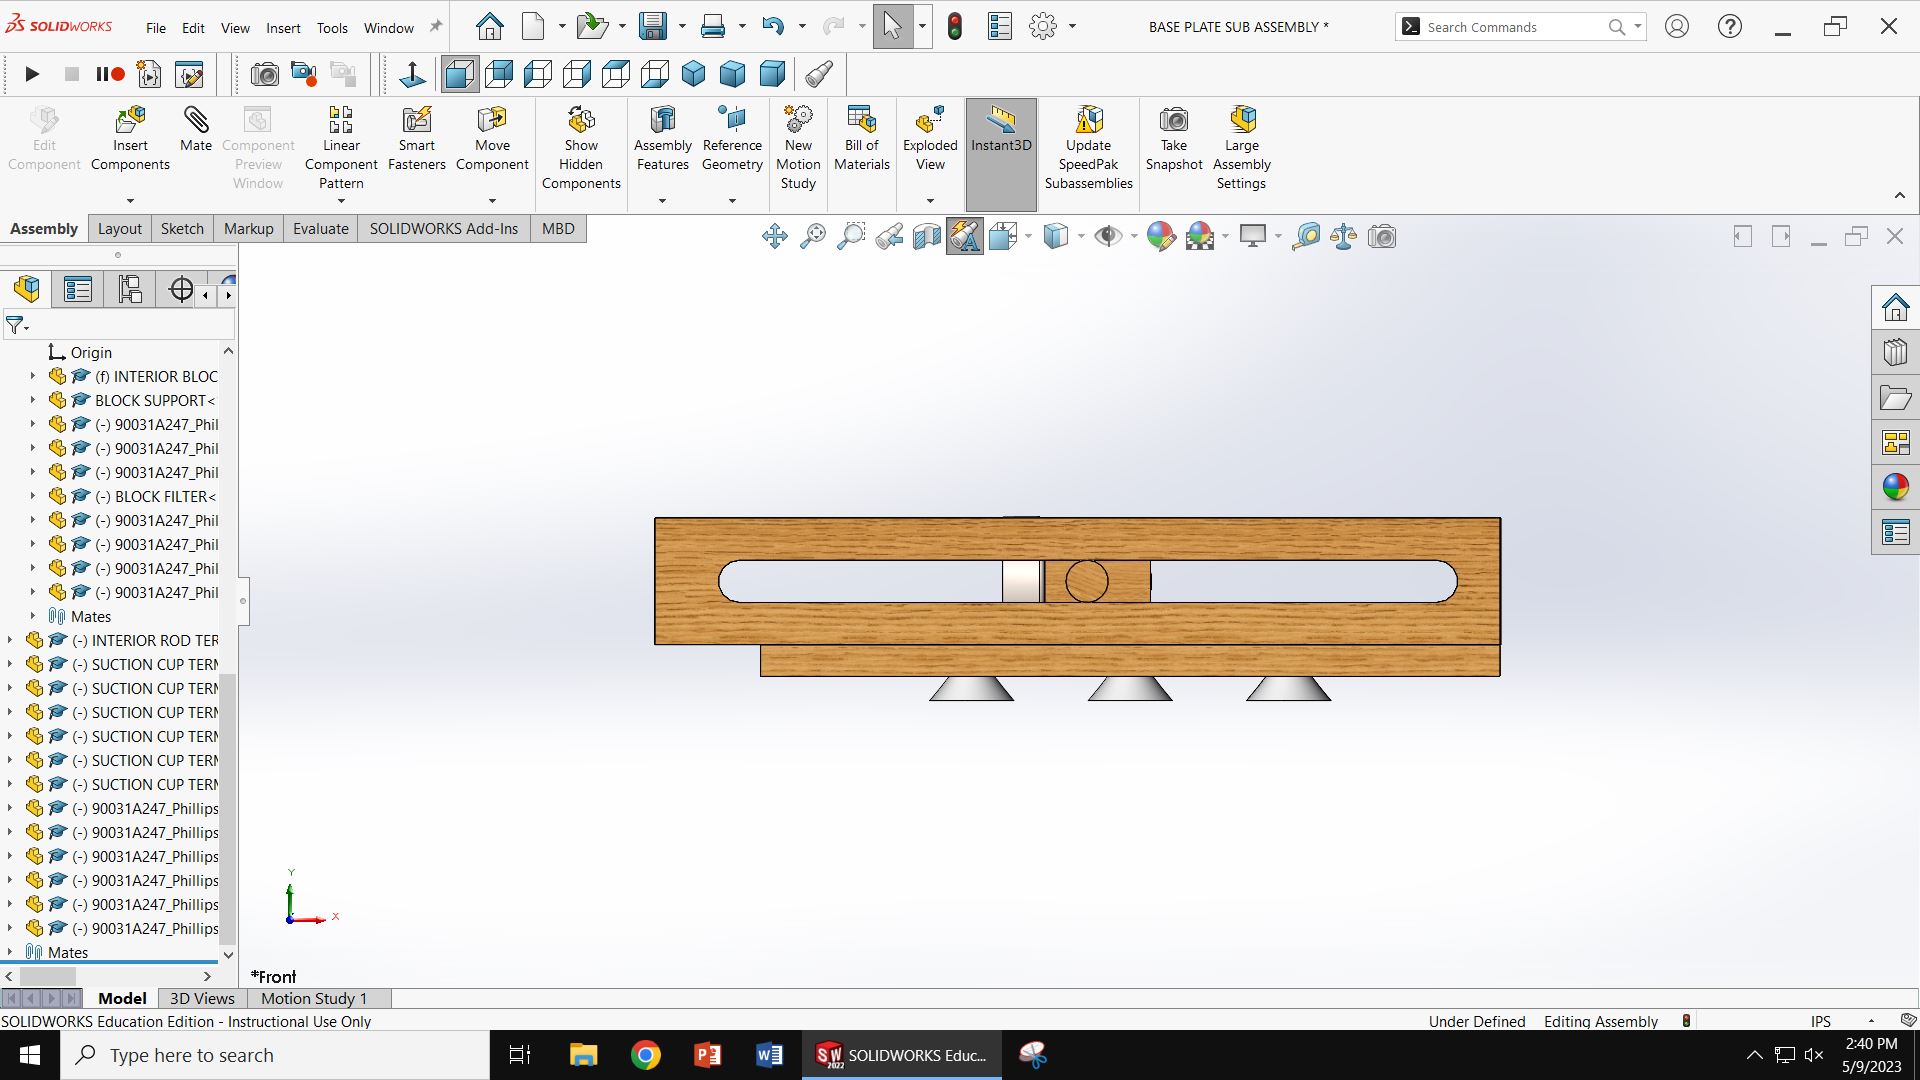 SOLIDWORKS File Edit View Insert Tools Window BASE PLATE SUB ASSEMBLY * Search Commands
Edit Component
Insert Components
Mate
Component Preview Window
Linear Component Pattern
Smart Fasteners
Move Component
Show Hidden Components
Assembly Features
Reference Geometry
New Motion Study
Bill of Materials
Exploded View
Instant3D
Update SpeedPak Subassemblies
Take Snapshot
Large Assembly Settings
Assembly Layout Sketch Markup Evaluate SOLIDWORKS Add-Ins MBD
Origin
(f) INTERIOR BLOC
BLOCK SUPPORT<
(-) 90031A247_Phil
(-) 90031A247_Phil
(-) 90031A247_Phil
(-) BLOCK FILTER<
(-) 90031A247_Phil
(-) 90031A247_Phil
(-) 90031A247_Phil
(-) 90031A247_Phil
Mates
(-) INTERIOR ROD TER
(-) SUCTION CUP TERM
(-) SUCTION CUP TERM
(-) SUCTION CUP TERM
(-) SUCTION CUP TERM
(-) SUCTION CUP TERM
(-) SUCTION CUP TERM
(-) 90031A247_Phillips
(-) 90031A247_Phillips
(-) 90031A247_Phillips
(-) 90031A247_Phillips
(-) 90031A247_Phillips
(-) 90031A247_Phillips
Mates
Y
X
*Front
Model 3D Views Motion Study 1
SOLIDWORKS Education Edition - Instructional Use Only Under Defined Editing Assembly IPS
Type here to search SOLIDWORKS Educ... 2:40 PM
5/9/2023